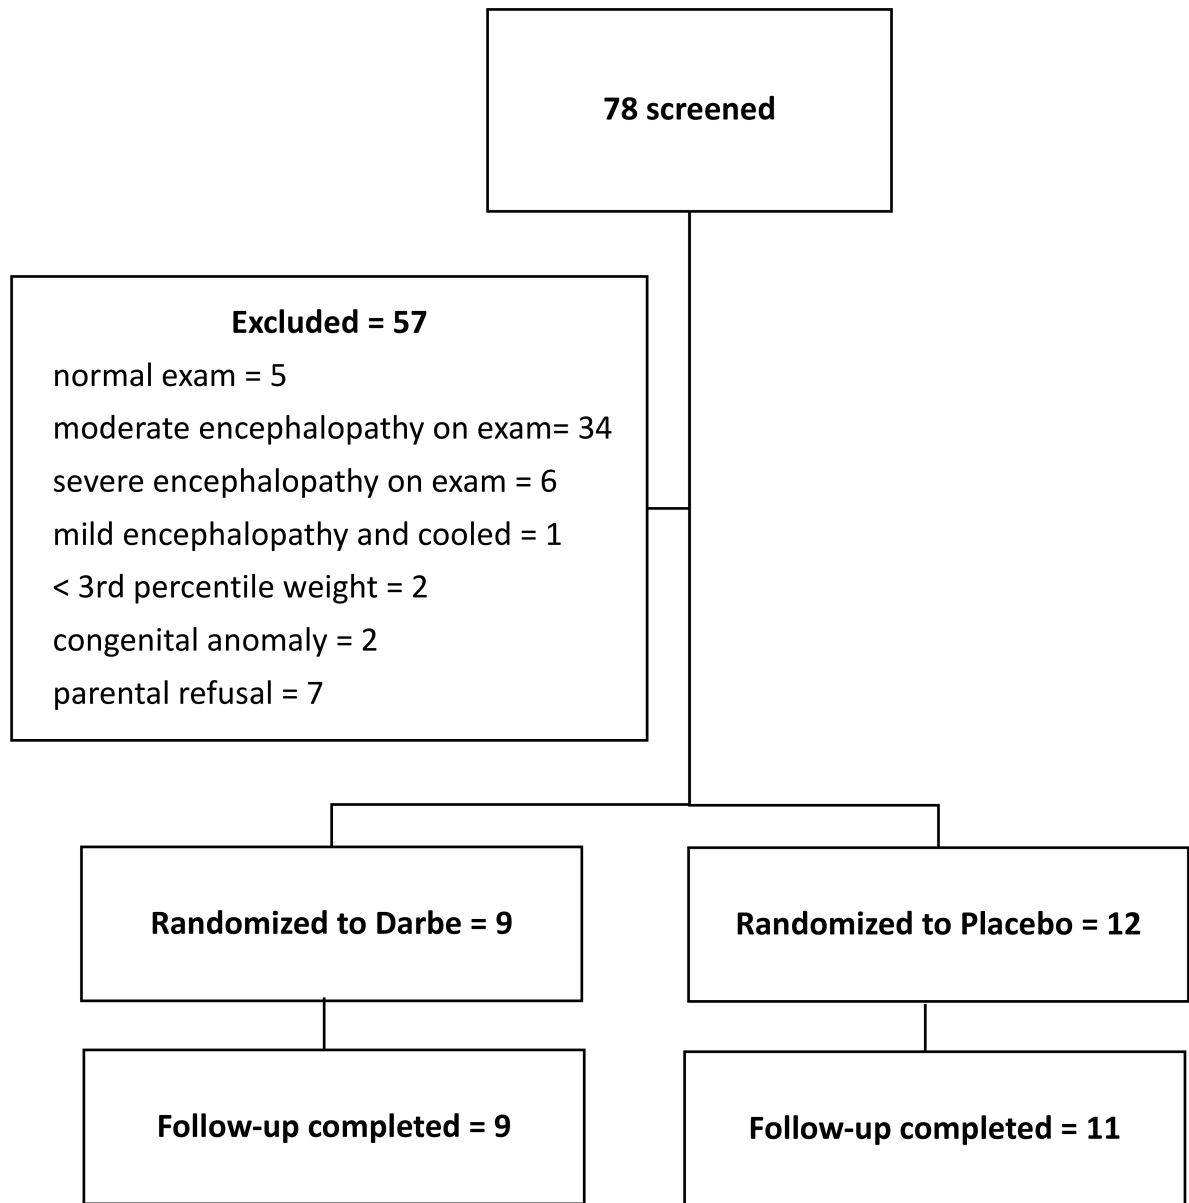 78 screened
Excluded = 57
normal exam = 5
moderate encephalopathy on exam= 34
severe encephalopathy on exam = 6
mild encephalopathy and cooled = 1
< 3rd percentile weight = 2
congenital anomaly = 2
parental refusal = 7
Randomized to Darbe = 9
Randomized to Placebo = 12
Follow-up completed = 9
Follow-up completed = 11